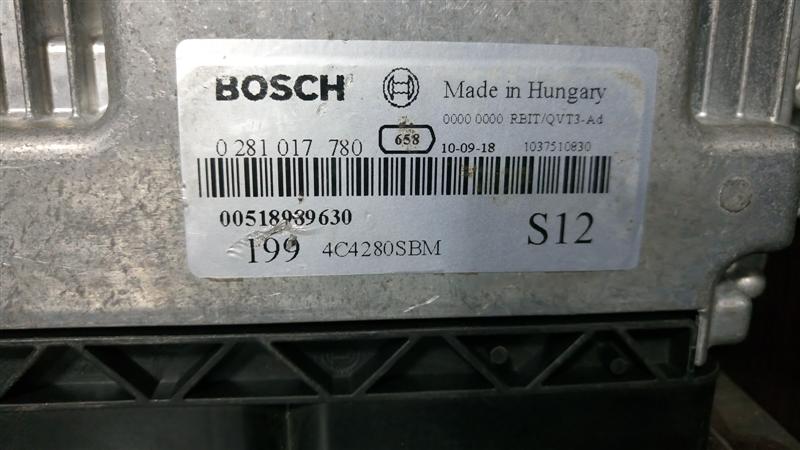 BOSCH Made in Hungary
0000 0000 RBIT/QVT3-Ad
0 281 017 780 658 10-09-18 1037510830
00518939630
199 4C4280SBM S12